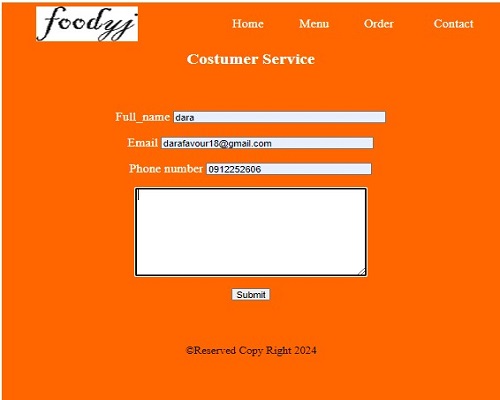 foodyj
Home Menu Order Contact
Costumer Service
Full_name dara
Email darafavour18@gmail.com
Phone number 0912252606
Submit
©Reserved Copy Right 2024